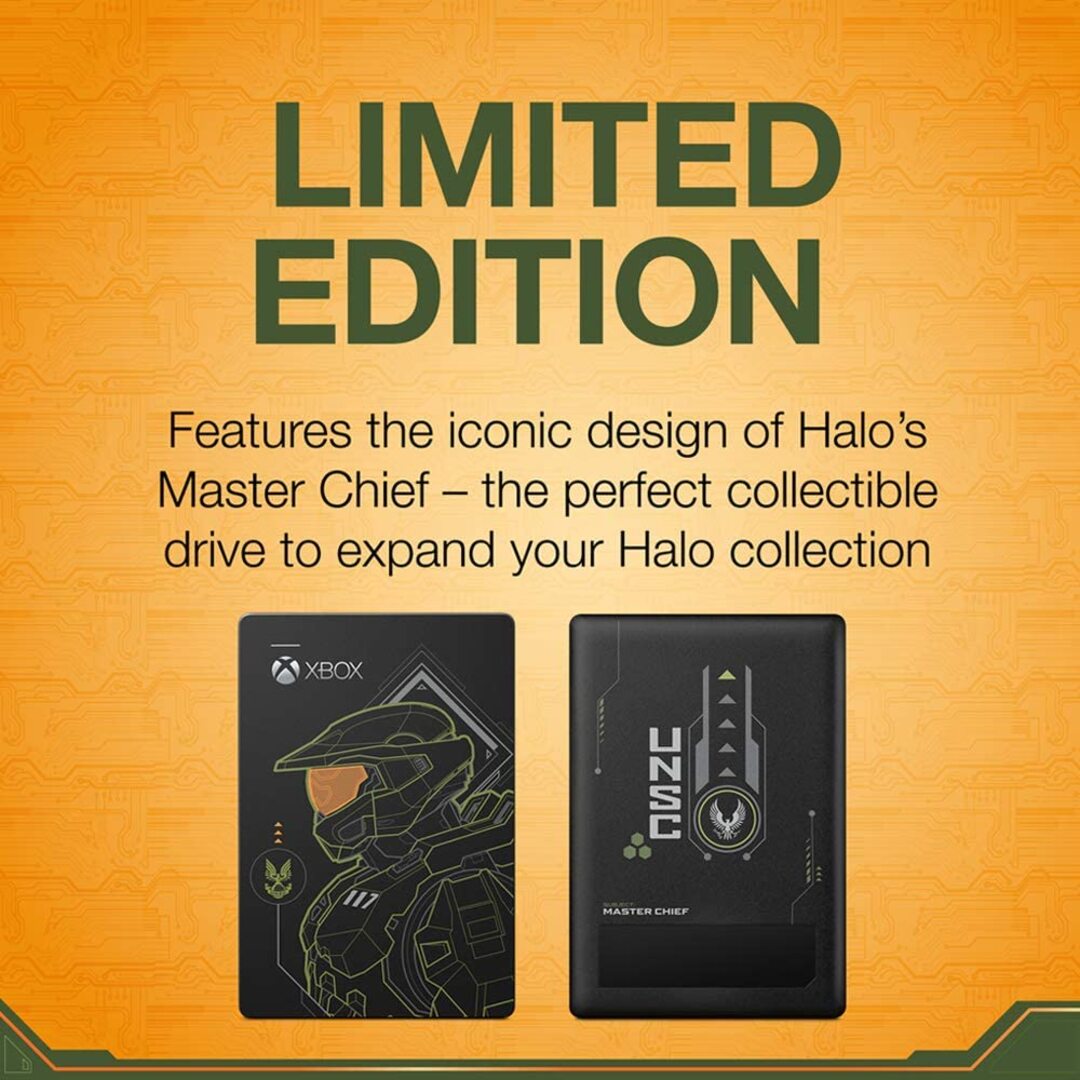 LIMITED
EDITION
Features the iconic design of Halo’s
Master Chief – the perfect collectible
drive to expand your Halo collection
XBOX
117
UNSC
SUBJECT:
MASTER CHIEF